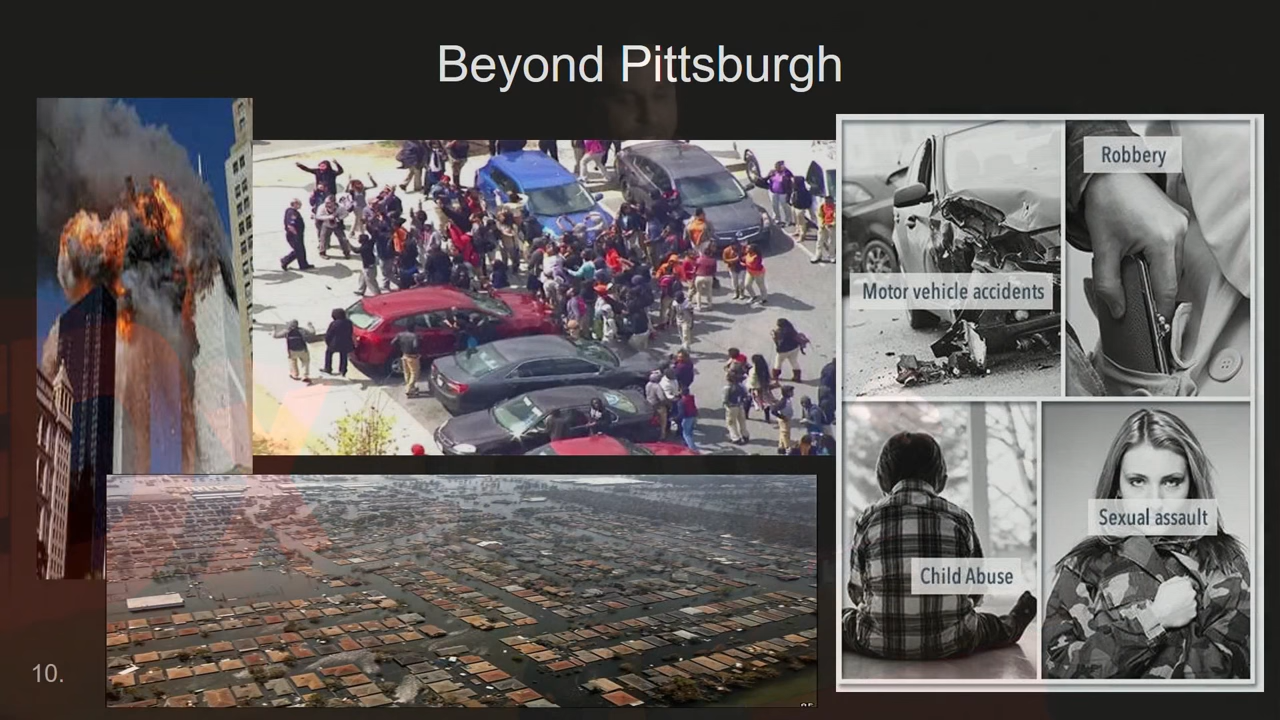 Beyond Pittsburgh
Robbery
Motor vehicle accidents
Sexual assault
Child Abuse
10.